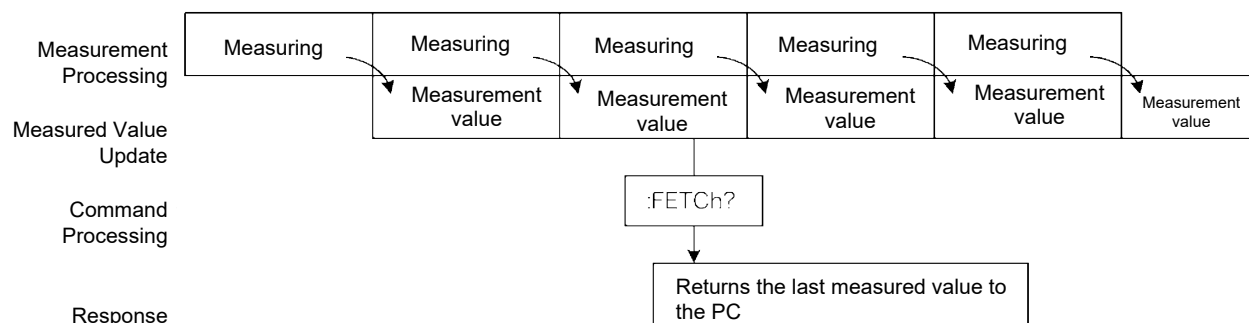 Measurement
Processing
Measuring
Measuring
Measuring
Measuring
Measuring
Measured Value
Update
Measurement
value
Measurement
value
Measurement
value
Measurement
value
Measurement
value
Command
Processing
:FETCh?
Response
Returns the last measured value to
the PC